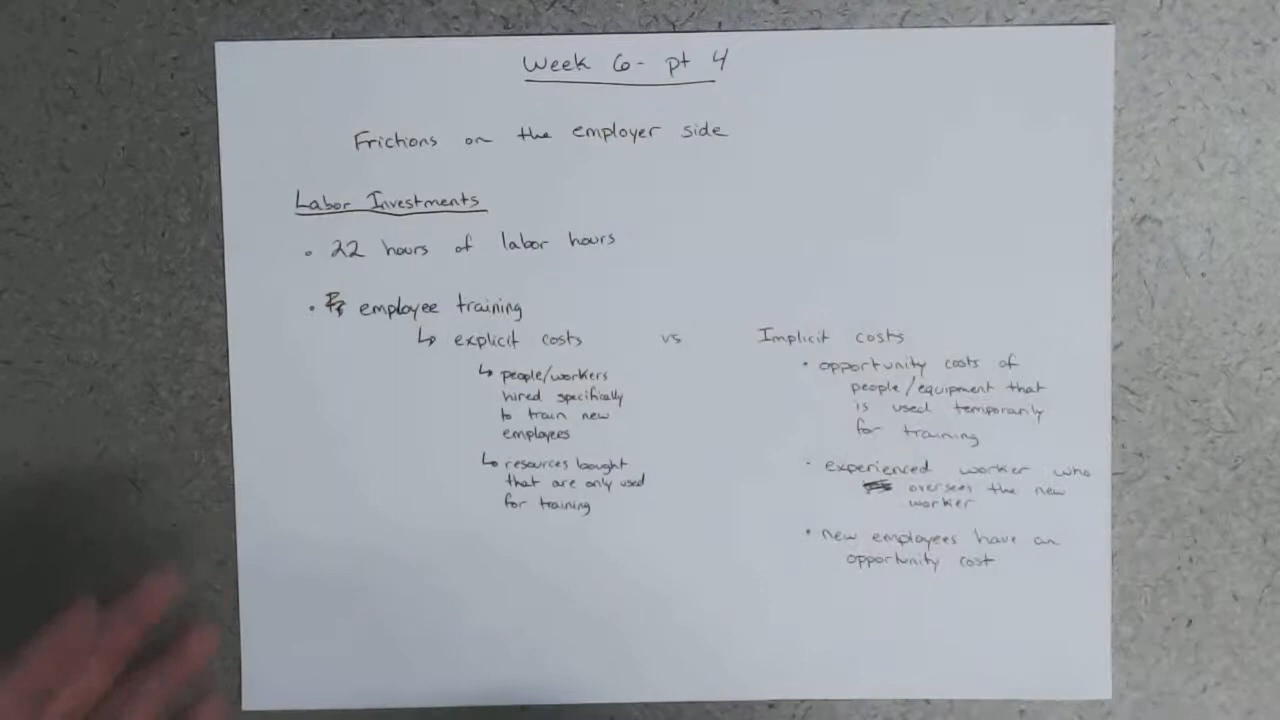 Week 6- pt 4
Frictions on the employer side
Labor Investments
• 22 hours of labor hours
• employee training
↳ explicit costs vs Implicit costs
↳ people/workers
hired specifically
to train new
employees
↳ resources bought
that are only used
for training
• opportunity costs of
people/equipment that
is used temporarily
for training
• experienced worker who
oversees the new
worker
• new employees have an
opportunity cost